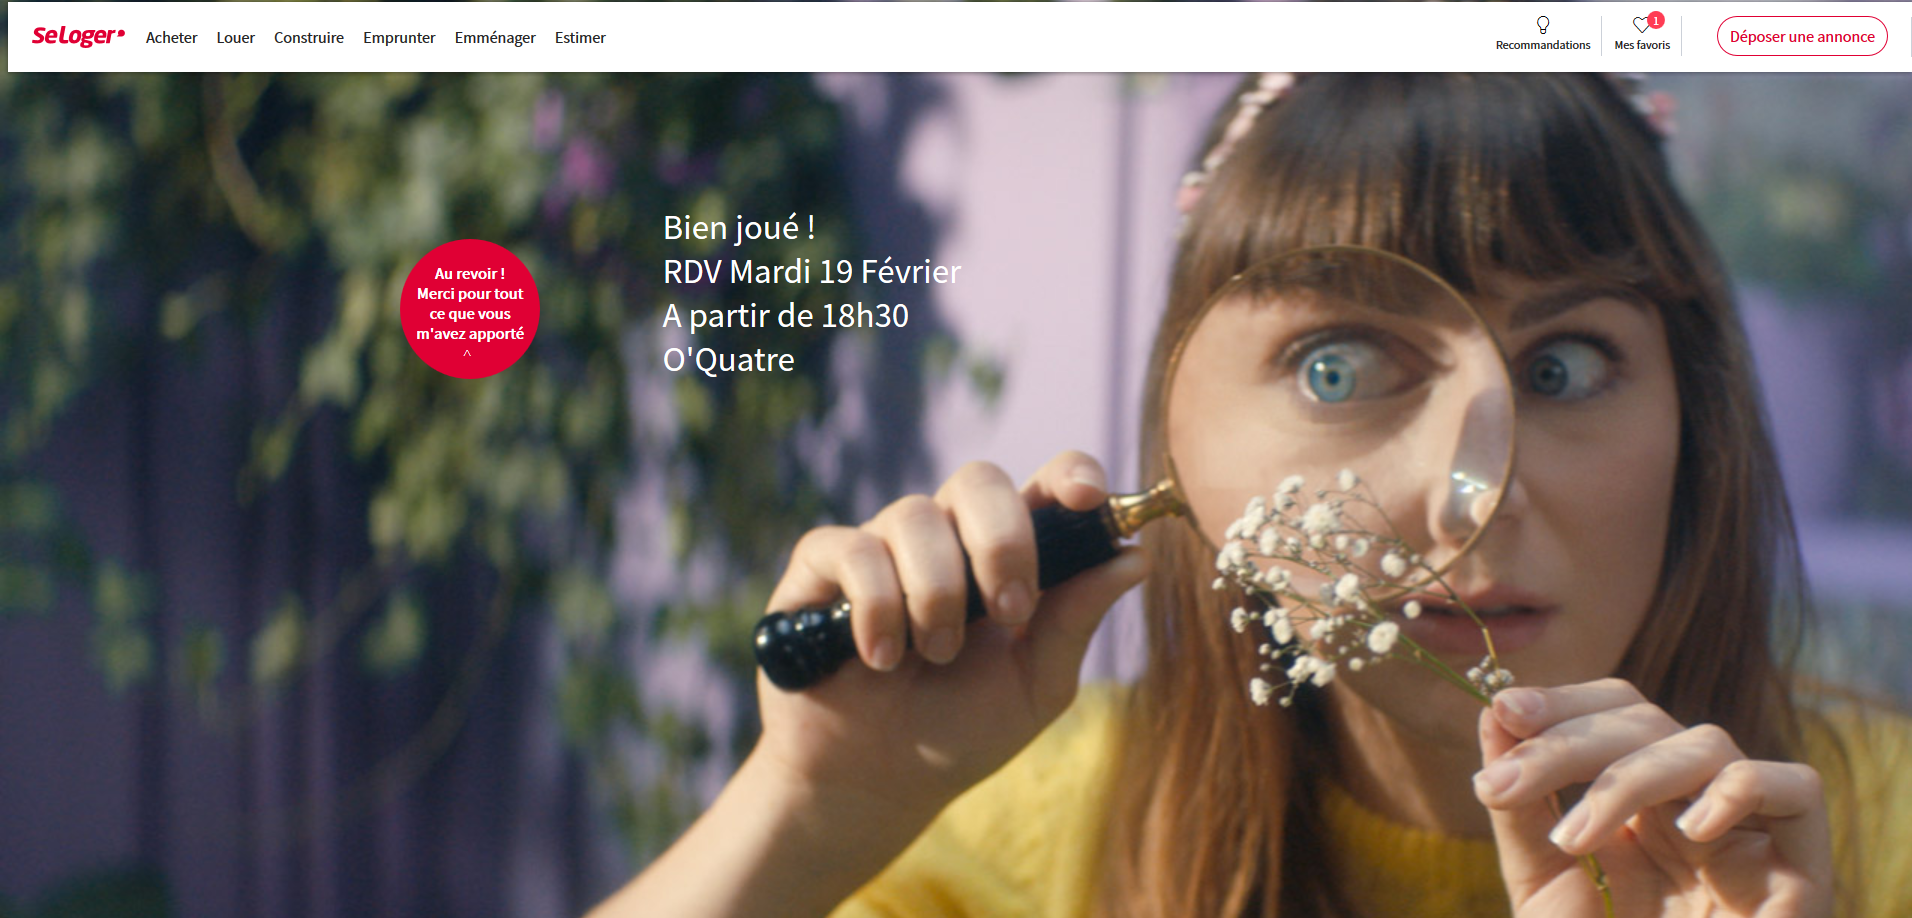 SeLoger
Acheter Louer Construire Emprunter Emménager Estimer
Recommandations
1
Mes favoris
Déposer une annonce
Bien joué !
RDV Mardi 19 Février
A partir de 18h30
O'Quatre
Au revoir !
Merci pour tout
ce que vous
m'avez apporté
^